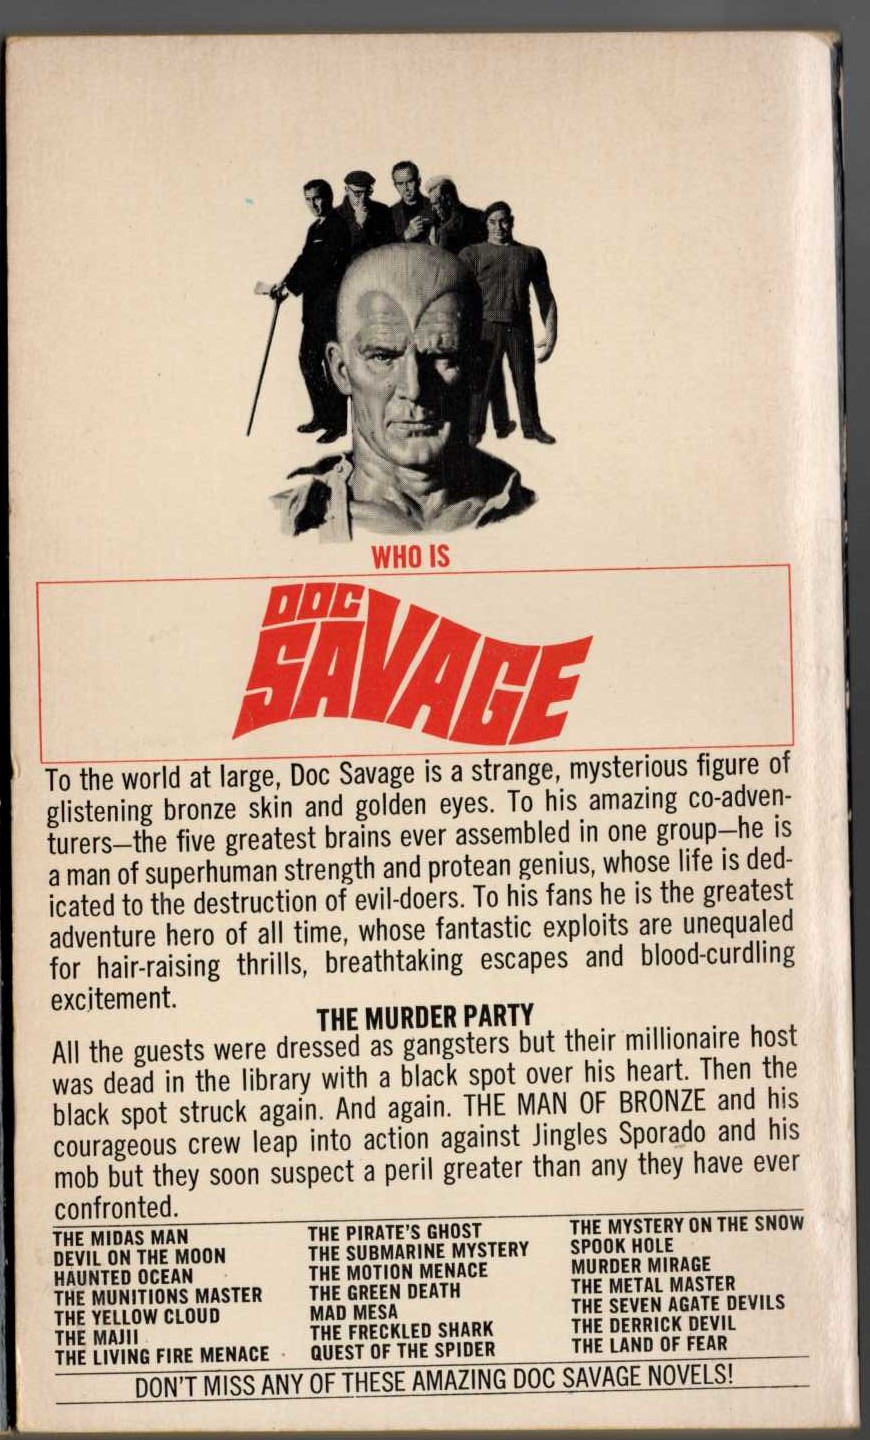 WHO IS
DOC
SAVAGE
To the world at large, Doc Savage is a strange, mysterious figure of
glistening bronze skin and golden eyes. To his amazing co-adven-
turers—the five greatest brains ever assembled in one group—he is
a man of superhuman strength and protean genius, whose life is ded-
icated to the destruction of evil-doers. To his fans he is the greatest
adventure hero of all time, whose fantastic exploits are unequaled
for hair-raising thrills, breathtaking escapes and blood-curdling
excitement.
THE MURDER PARTY
All the guests were dressed as gangsters but their millionaire host
was dead in the library with a black spot over his heart. Then the
black spot struck again. And again. THE MAN OF BRONZE and his
courageous crew leap into action against Jingles Sporado and his
mob but they soon suspect a peril greater than any they have ever
confronted.
THE MIDAS MAN
DEVIL ON THE MOON
HAUNTED OCEAN
THE MUNITIONS MASTER
THE YELLOW CLOUD
THE MAJII
THE LIVING FIRE MENACE
THE PIRATE'S GHOST
THE SUBMARINE MYSTERY
THE MOTION MENACE
THE GREEN DEATH
MAD MESA
THE FRECKLED SHARK
QUEST OF THE SPIDER
THE MYSTERY ON THE SNOW
SPOOK HOLE
MURDER MIRAGE
THE METAL MASTER
THE SEVEN AGATE DEVILS
THE DERRICK DEVIL
THE LAND OF FEAR
DON'T MISS ANY OF THESE AMAZING DOC SAVAGE NOVELS!